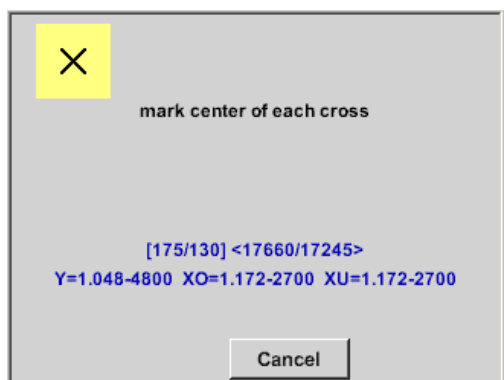 mark center of each cross
[175/130] <17660/17245>
Y=1.048-4800 XO=1.172-2700 XU=1.172-2700
Cancel